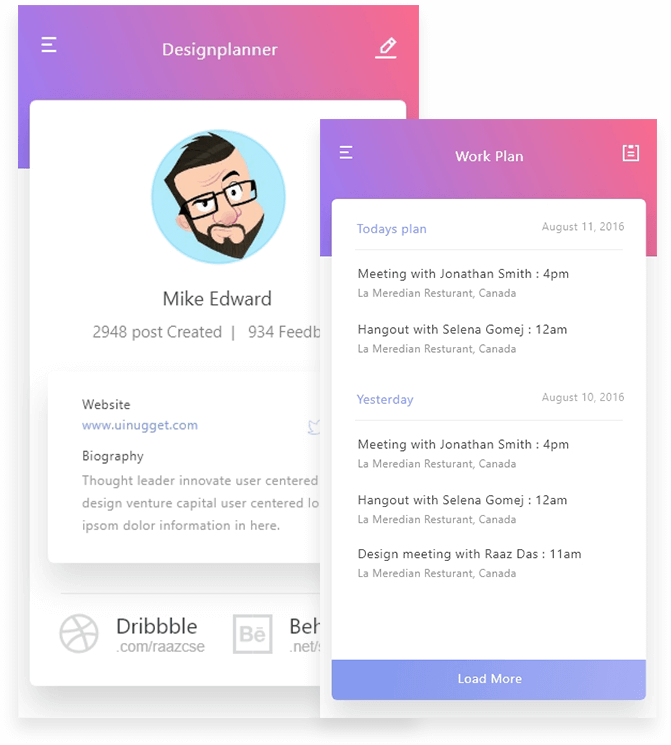 Designplanner
Mike Edward
2948 post Created | 934
Website
www.uinugget.com
Biography
Thought leader innovate user centered
design venture capital user centered
ipsom dolor information in here.
Dribbble
.com/raazcse
Bē
Work Plan
Todays plan August 11, 2016
Meeting with Jonathan Smith : 4pm
La Meredian Resturant, Canada
Hangout with Selena Gomej : 12am
La Meredian Resturant, Canada
Yesterday August 10, 2016
Meeting with Jonathan Smith : 4pm
La Meredian Resturant, Canada
Hangout with Selena Gomej : 12am
La Meredian Resturant, Canada
Design meeting with Raaz Das : 11am
La Meredian Resturant, Canada
Load More